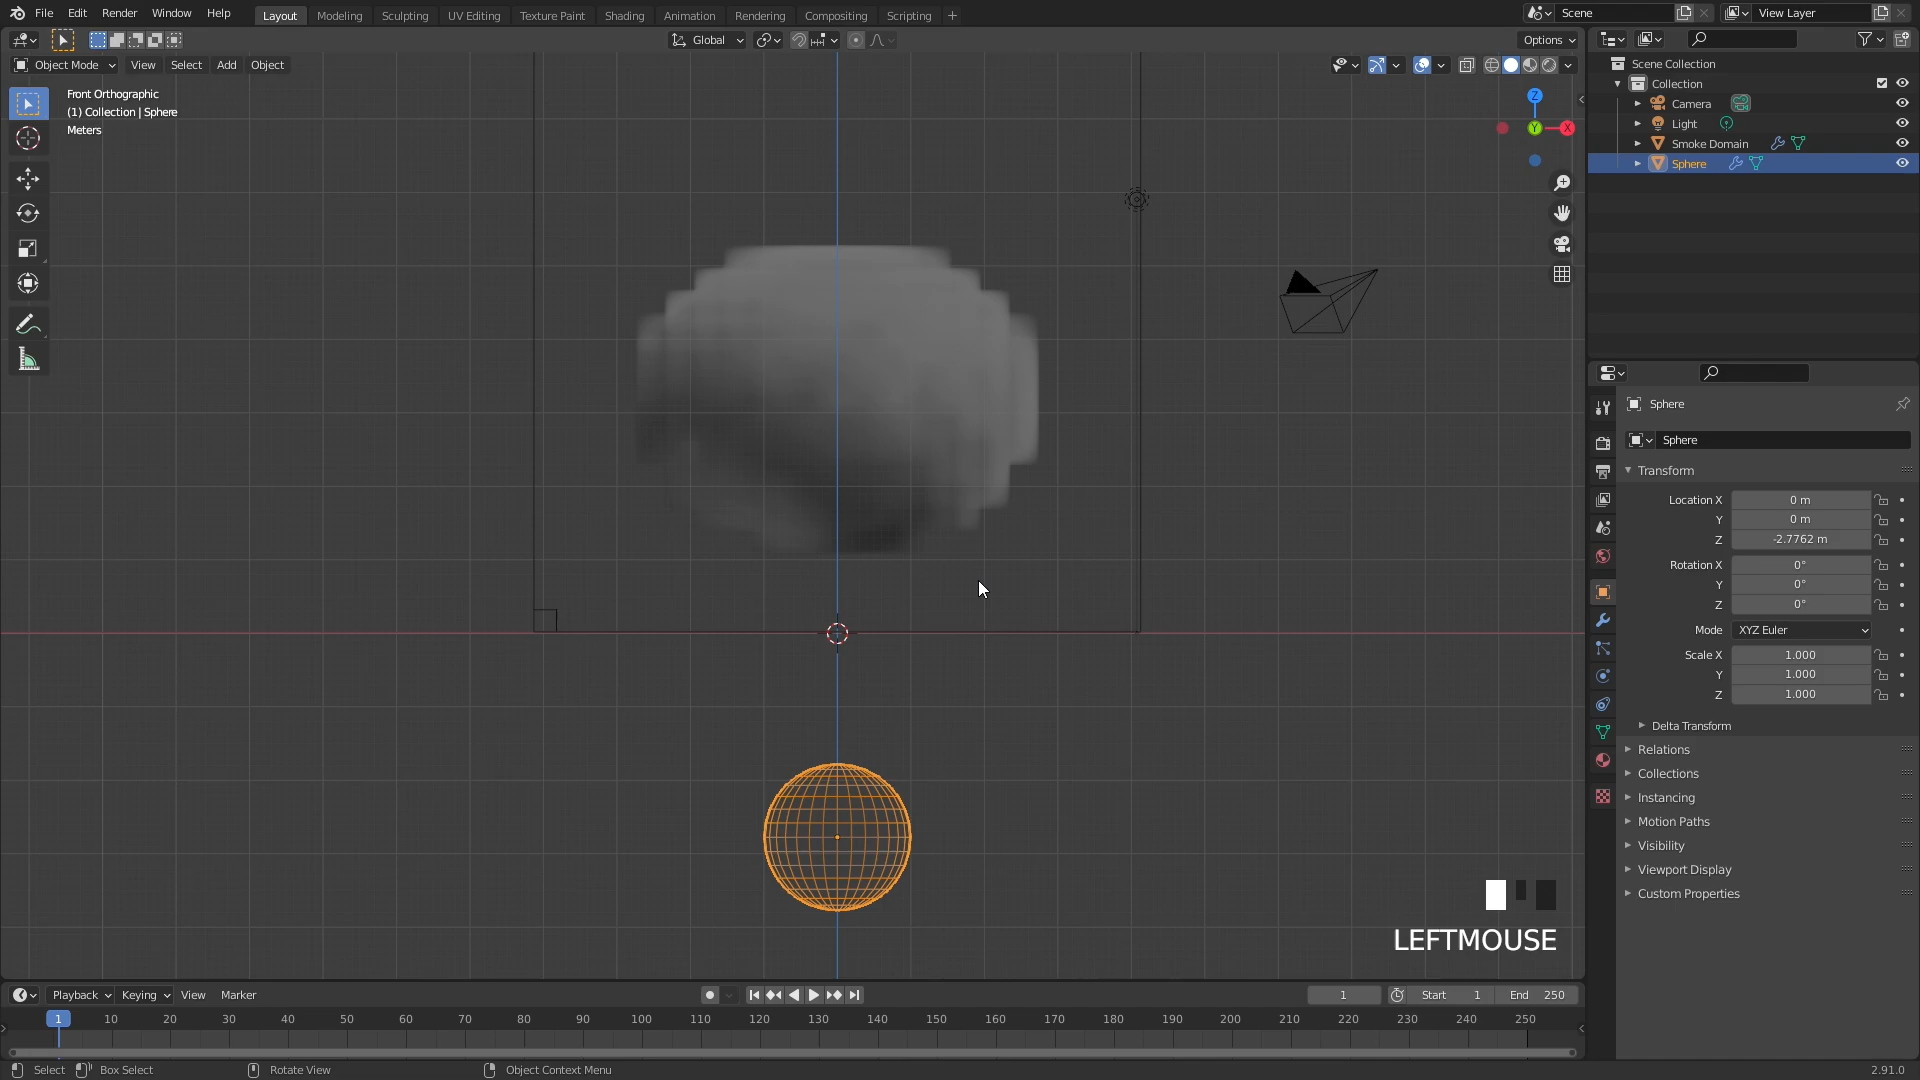 File Edit Render Window Help Layout Modeling Sculpting UV Editing Texture Paint Shading Animation Rendering Compositing Scripting + Scene View Layer
Global Options
Object Mode View Select Add Object
Front Orthographic
(1) Collection | Sphere
Meters
Z
Y
X
Scene Collection
Collection
Camera
Light
Smoke Domain
Sphere
Sphere
Sphere
Transform
Location X 0 m
Y 0 m
Z -2.7762 m
Rotation X 0°
Y 0°
Z 0°
Mode XYZ Euler
Scale X 1.000
Y 1.000
Z 1.000
Delta Transform
Relations
Collections
Instancing
Motion Paths
Visibility
Viewport Display
Custom Properties
LEFTMOUSE
Playback Keying View Marker 1 Start 1 End 250
1 10 20 30 40 50 60 70 80 90 100 110 120 130 140 150 160 170 180 190 200 210 220 230 240 250
Select Box Select Rotate View Object Context Menu 2.91.0